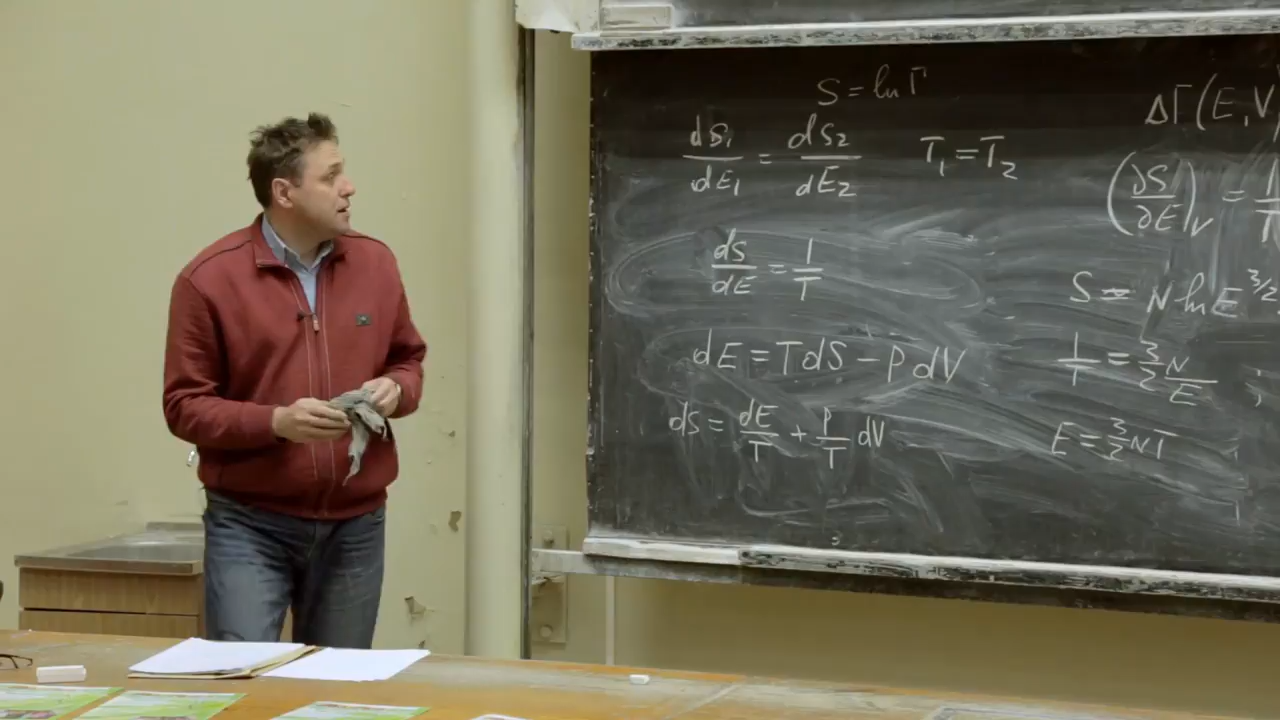 S = ln Γ
dS₁/dE₁ = dS₂/dE₂ T₁ = T₂
dS/dE = 1/T
dE = TdS − PdV
dS = dE/T + P/T dV
ΔΓ(E, V
(∂S/∂E)_V = 1/T
S = N ln E^3/2
1/T = 3/2 N/E ;
E = 3/2 NT